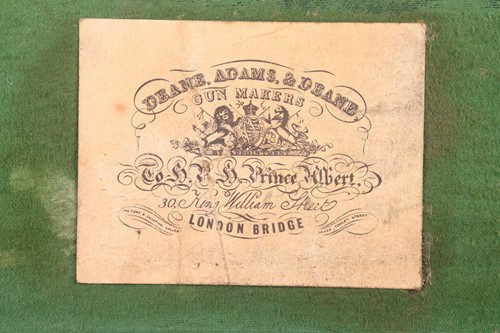 DEANE, ADAMS, & DEANE
GUN MAKERS
To H.R.H. Prince Albert.
30, King William Street
LONDON BRIDGE